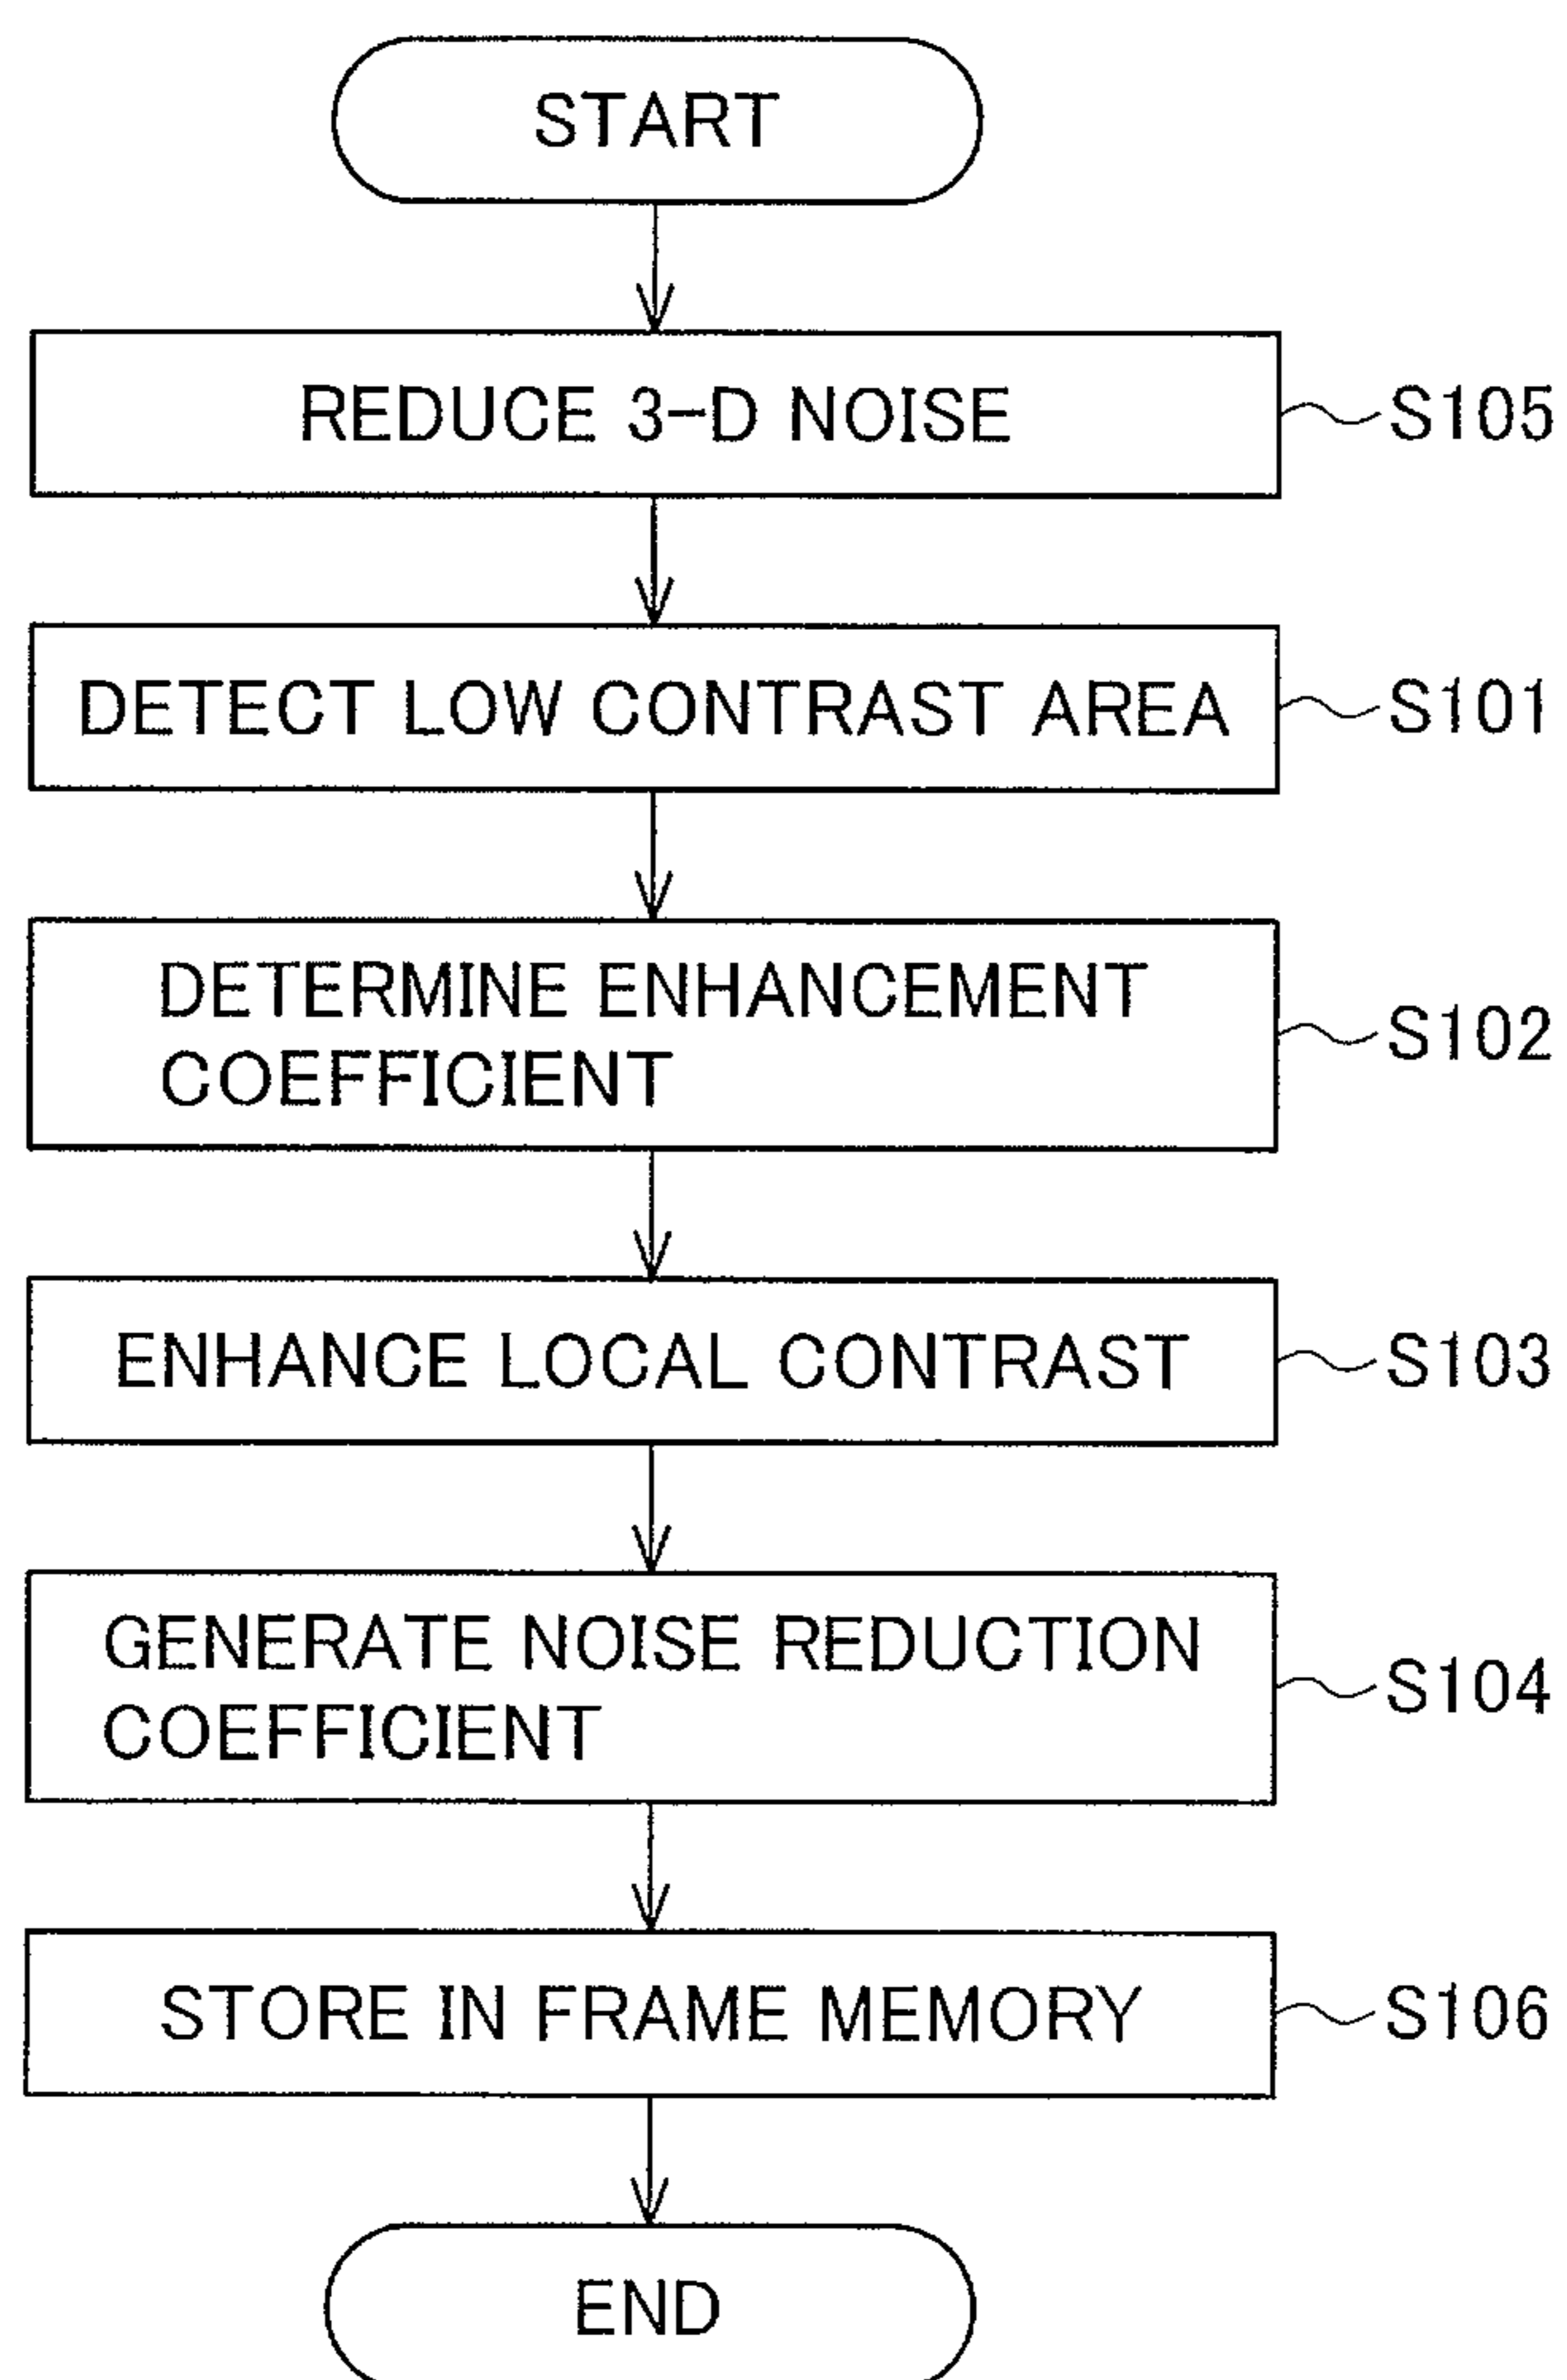 START
REDUCE 3-D NOISE
S105
DETECT LOW CONTRAST AREA
S101
DETERMINE ENHANCEMENT
COEFFICIENT
S102
ENHANCE LOCAL CONTRAST
S103
GENERATE NOISE REDUCTION
COEFFICIENT
S104
STORE IN FRAME MEMORY
S106
END